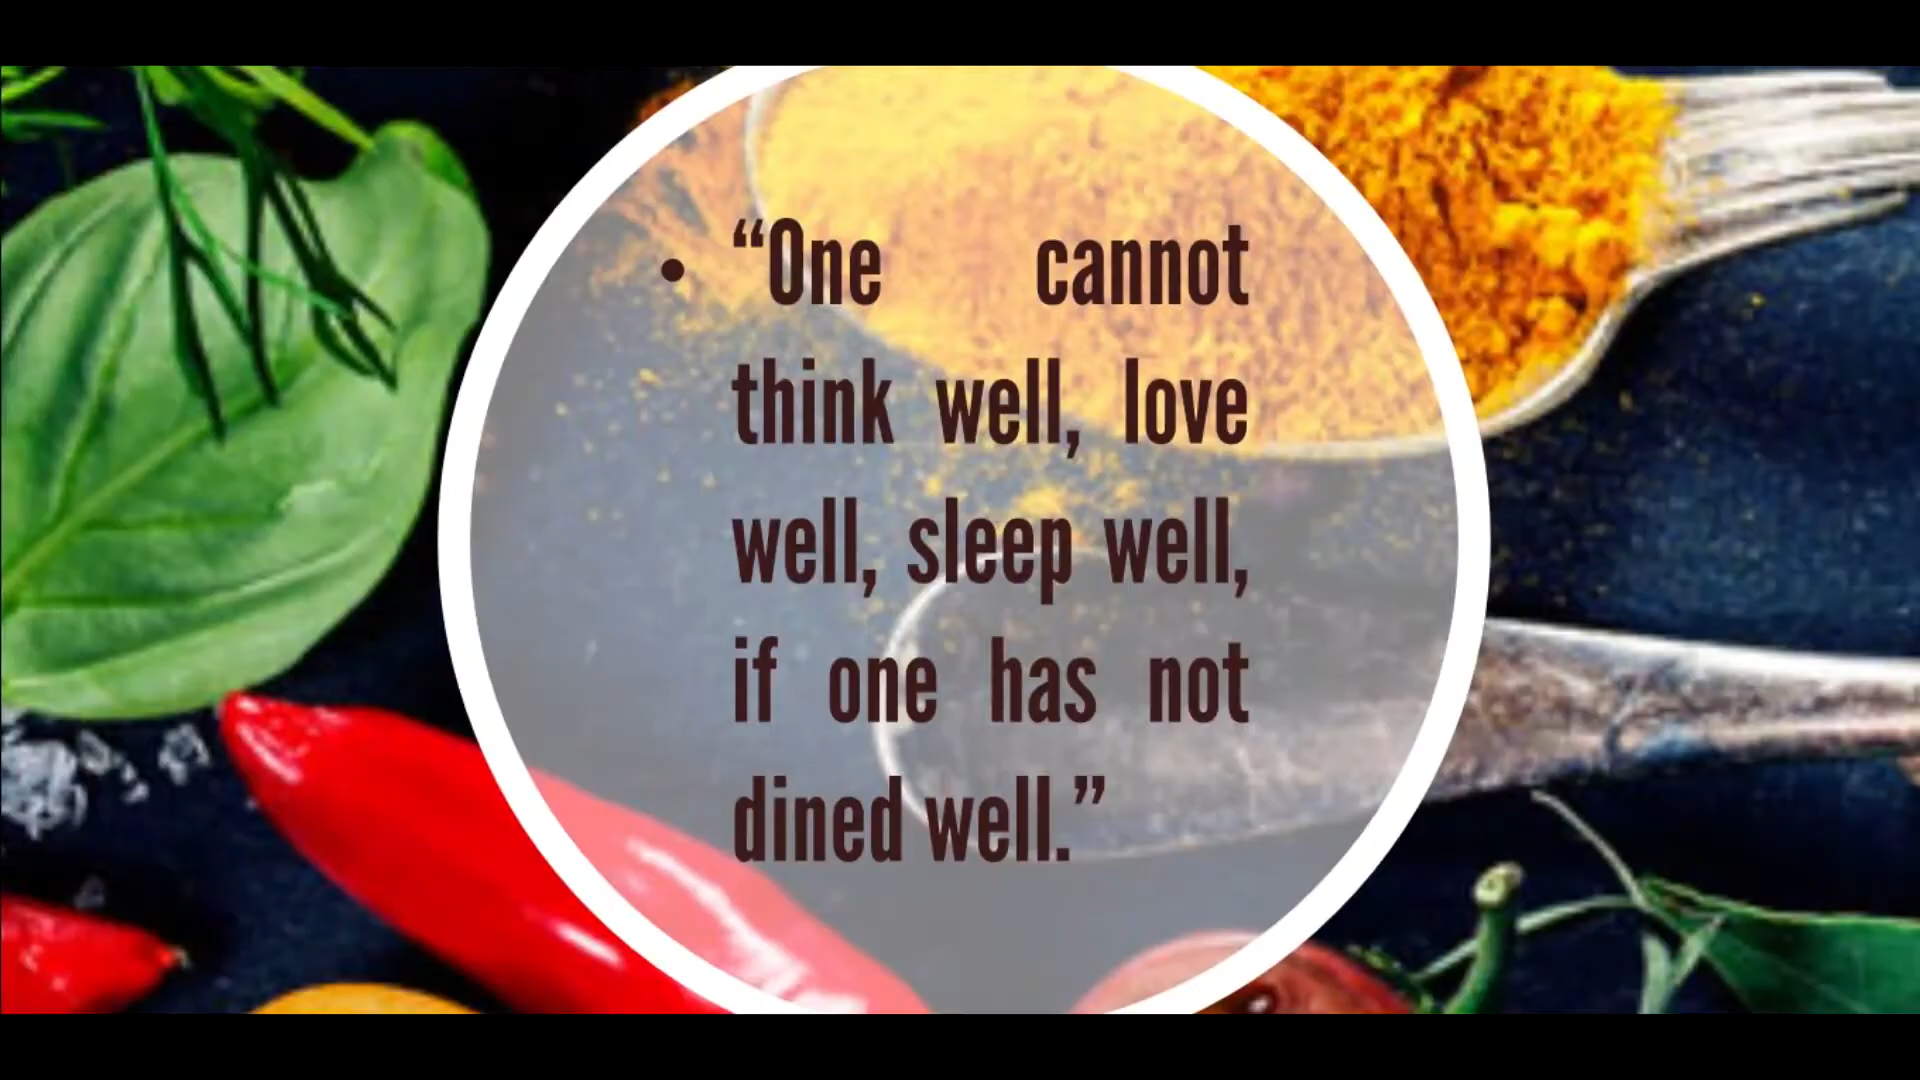 • “One cannot
think well, love
well, sleep well,
if one has not
dined well.”